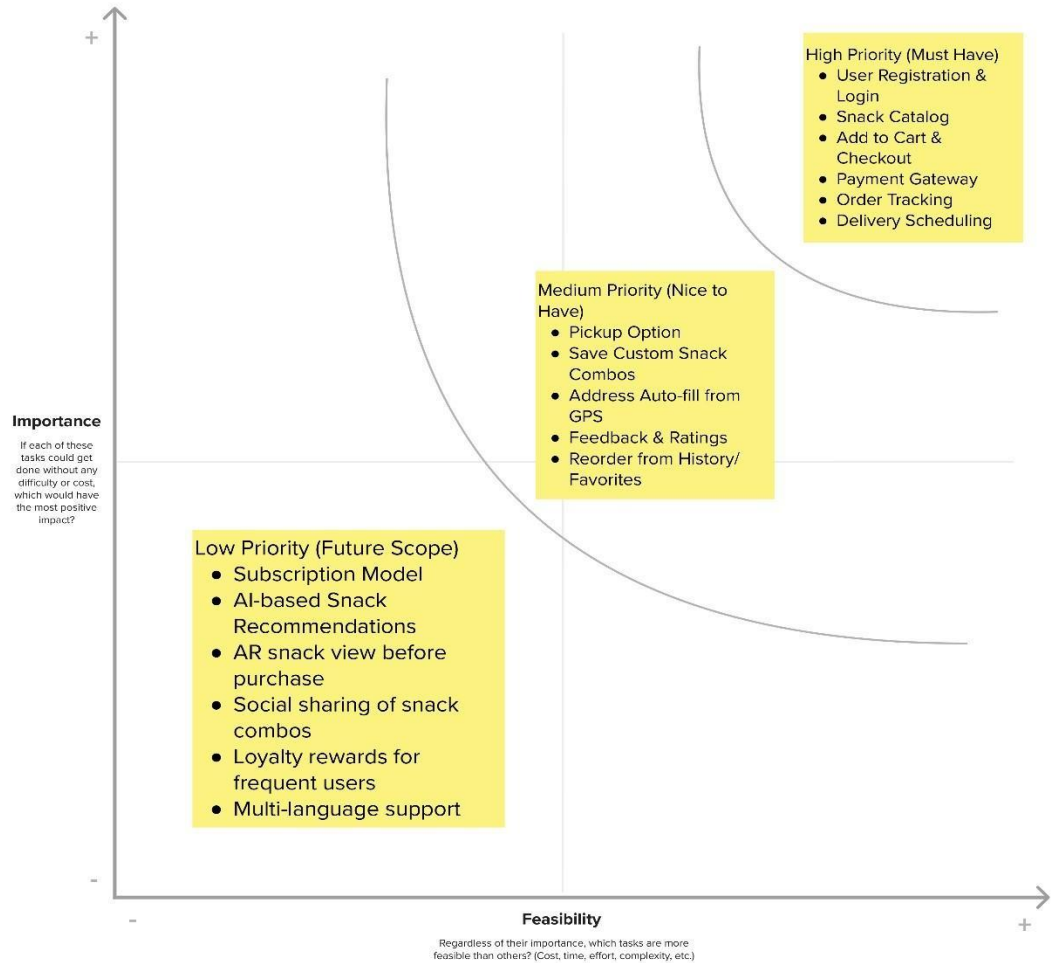 +
High Priority (Must Have)
● User Registration &
Login
● Snack Catalog
● Add to Cart &
Checkout
● Payment Gateway
● Order Tracking
● Delivery Scheduling
Medium Priority (Nice to
Have)
● Pickup Option
● Save Custom Snack
Combos
● Address Auto-fill from
GPS
● Feedback & Ratings
● Reorder from History/
Favorites
Importance
If each of these
tasks could get
done without any
difficulty or cost,
which would have
the most positive
impact?
Low Priority (Future Scope)
● Subscription Model
● AI-based Snack
Recommendations
● AR snack view before
purchase
● Social sharing of snack
combos
● Loyalty rewards for
frequent users
● Multi-language support
-
-
Feasibility
+
Regardless of their importance, which tasks are more
feasible than others? (Cost, time, effort, complexity, etc.)